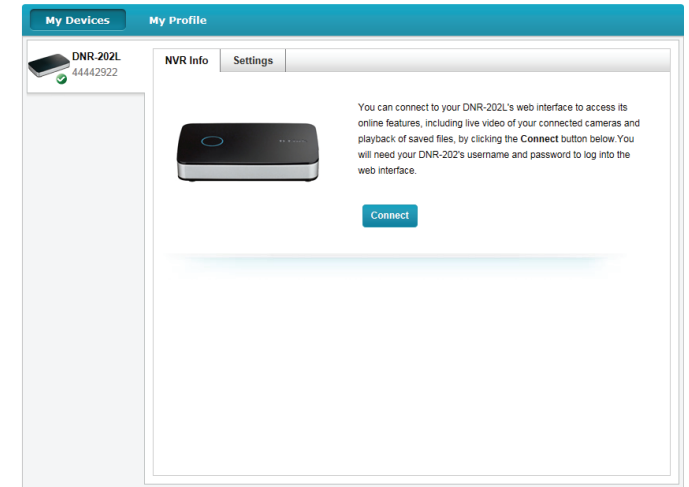 My Devices
My Profile
DNR-202L
44442922
NVR Info
Settings
You can connect to your DNR-202L's web interface to access its
online features, including live video of your connected cameras and
playback of saved files, by clicking the Connect button below.You
will need your DNR-202's username and password to log into the
web interface.
Connect